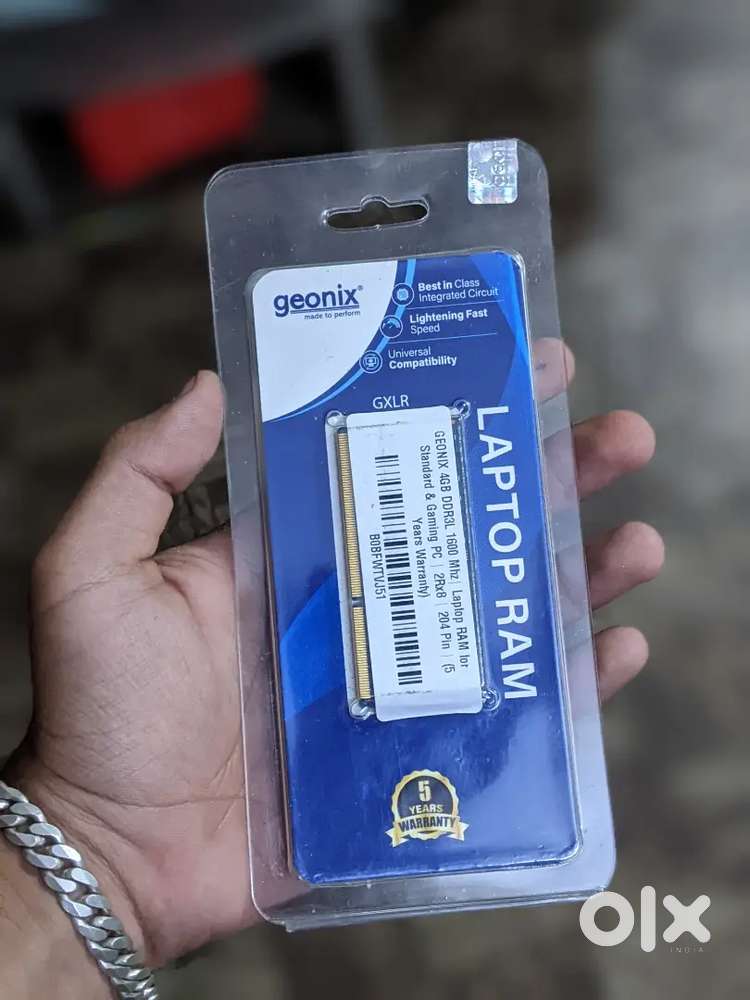 geonix®
made to perform
Best in Class
Integrated Circuit
Lightening Fast
Speed
Universal
Compatibility
GXLR
LAPTOP RAM
GEONIX 4GB DDR3L 1600 Mhz| Laptop RAM for
Standard & Gaming PC | 2Rx8 | 204 Pin | (5
Years Warranty)
B0BFWTVJ51
5
YEARS
WARRANTY
olx
INDIA